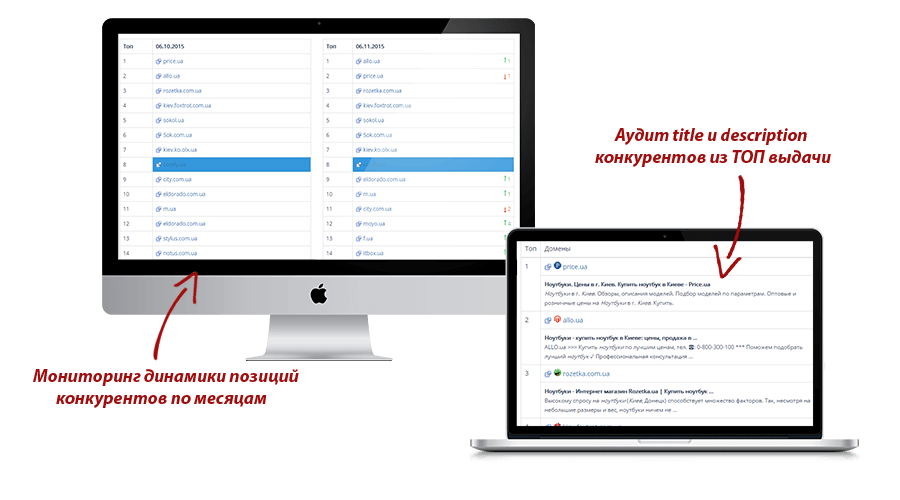 Топ 06.10.2015
1 price.ua
2 allo.ua
3 rozetka.com.ua
4 kiev.foxtrot.com.ua
5 sokol.ua
6 5ok.com.ua
7 kiev.ko.olx.ua
8
9 city.com.ua
10 eldorado.com.ua
11 m.ua
12 eldorado.com.ua
13 stylus.com.ua
14 notus.com.ua
Топ 06.11.2015
1 allo.ua 1
2 price.ua 1
3 rozetka.com.ua
4 kiev.foxtrot.com.ua
5 sokol.ua
6 5ok.com.ua
7 kiev.ko.olx.ua
8
9 eldorado.com.ua 1
10 m.ua 1
11 city.com.ua 2
12 moyo.ua 4
13 f.ua
14 itbox.ua
Аудит title и description
конкурентов из ТОП выдачи
Топ Домены
1 price.ua
Ноутбуки. Цены в г. Киев. Купить ноутбук в Киеве - Price.ua
Ноутбуки в г. Киев. Обзоры, описания моделей. Подбор моделей по параметрам. Оптовые и
розничные цены на Ноутбуки в г. Киев. Купить.
2 allo.ua
Ноутбуки - купить ноутбук в Киеве: цены, продажа в ...
ALLO.ua >>> Купить ноутбуки по лучшим ценам, тел. ☎: 0-800-300-100 *** Поможем подобрать
лучший ноутбук √ Профессиональная консультация ...
3 rozetka.com.ua
Ноутбуки - Интернет магазин Rozetka.ua | Купить ноутбук ...
Высокому спросу на ноутбуки (Киев, Донецк) способствует множество факторов. Так, несмотря на
небольшие размеры и вес, ноутбуки ничем не ...
Мониторинг динамики позиций
конкурентов по месяцам